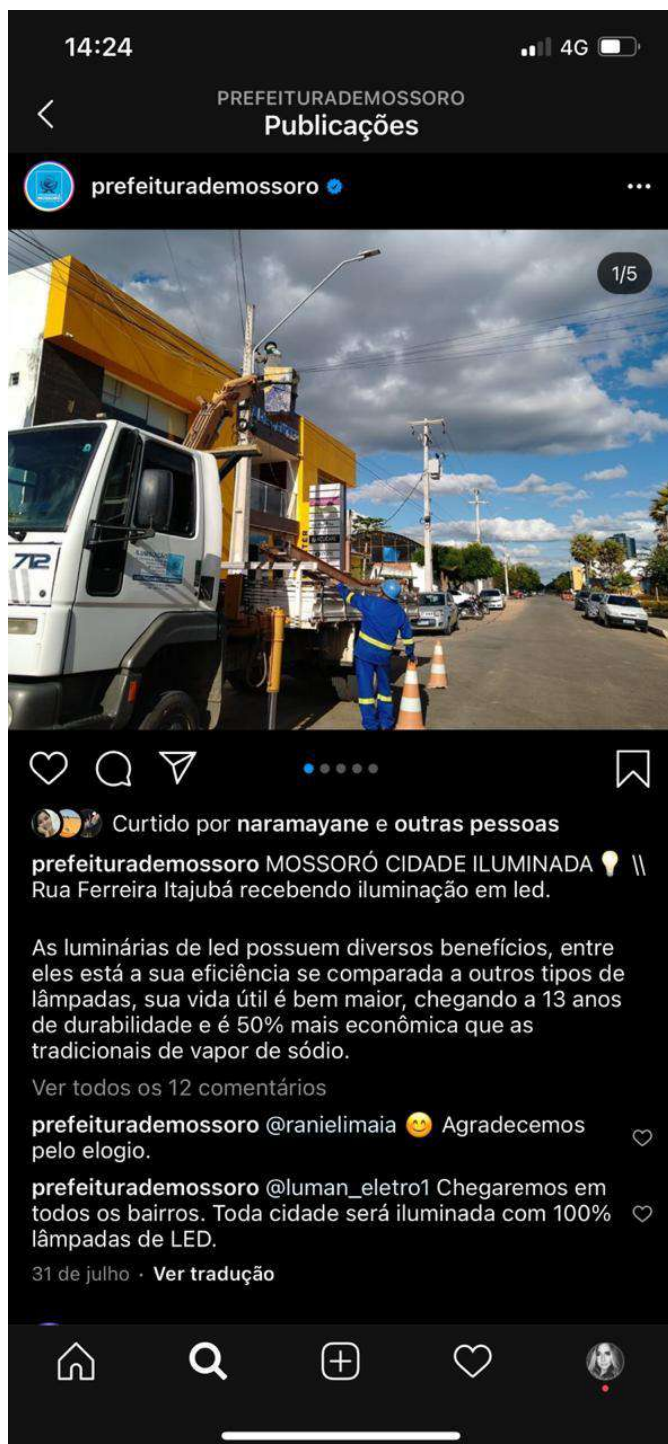 14:24
4G
PREFEITURADEMOSSORO
Publicações
prefeiturademossoro
1/5
712
Curtido por naramayane e outras pessoas
prefeiturademossoro MOSSORÓ CIDADE ILUMINADA 💡 \\
Rua Ferreira Itajubá recebendo iluminação em led.
As luminárias de led possuem diversos benefícios, entre
eles está a sua eficiência se comparada a outros tipos de
lâmpadas, sua vida útil é bem maior, chegando a 13 anos
de durabilidade e é 50% mais econômica que as
tradicionais de vapor de sódio.
Ver todos os 12 comentários
prefeiturademossoro @ranielimaia 😊 Agradecemos
pelo elogio.
prefeiturademossoro @luman_eletro1 Chegaremos em
todos os bairros. Toda cidade será iluminada com 100%
lâmpadas de LED.
31 de julho · Ver tradução